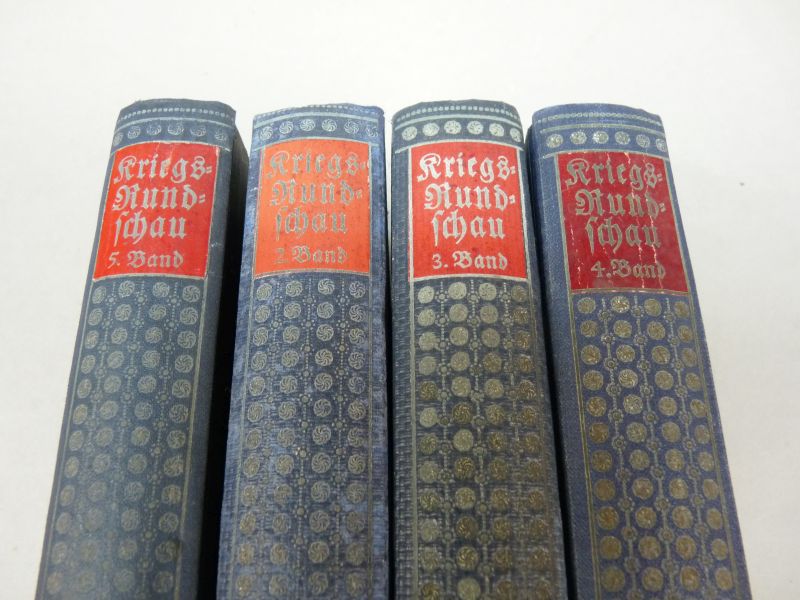 Kriegs-
Rund-
schau
5. Band
Kriegs-
Rund-
schau
2. Band
Kriegs-
Rund-
schau
3. Band
Kriegs-
Rund-
schau
4. Band